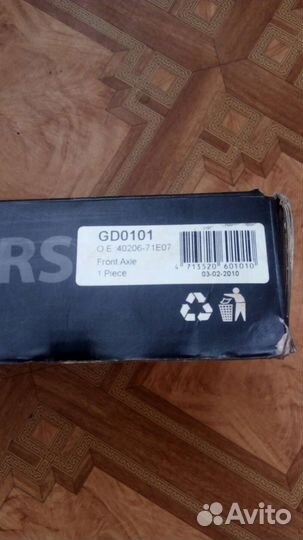 RS
GD0101
O.E. 40206-71E07
Front Axle
1 Piece
4 713520 601010
03-02-2010
Avito